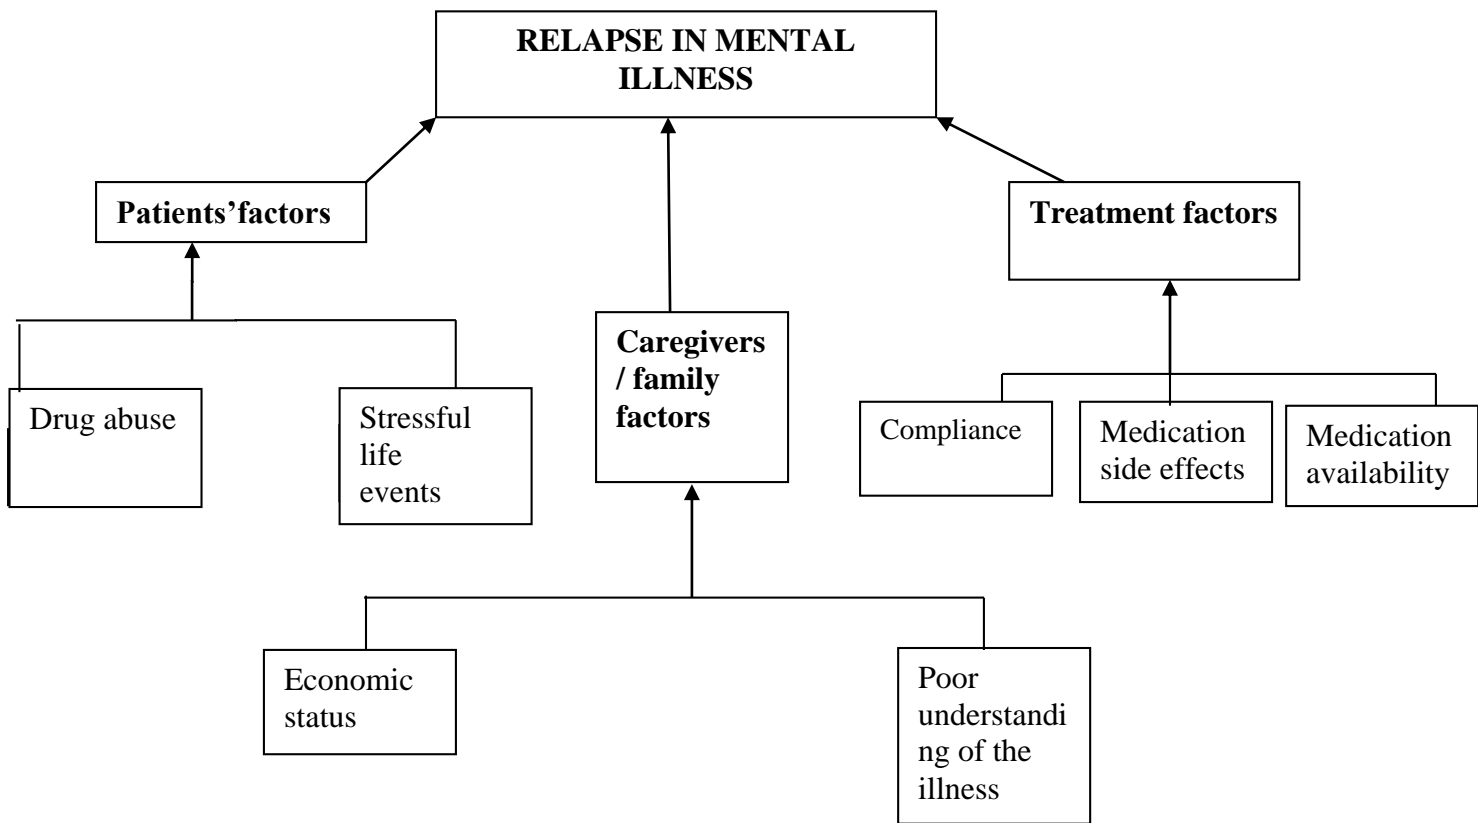 RELAPSE IN MENTAL
ILLNESS
Patients’factors
Treatment factors
Caregivers
/ family
factors
Drug abuse
Stressful
life
events
Compliance
Medication
side effects
Medication
availability
Economic
status
Poor
understandi
ng of the
illness